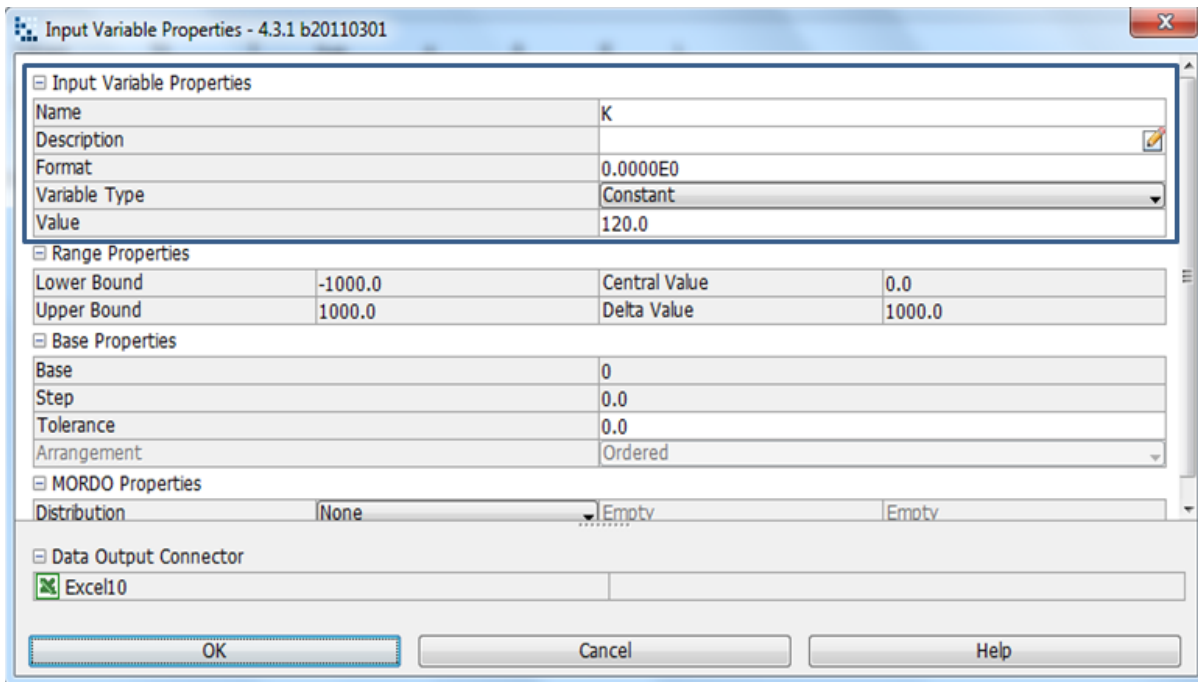 Input Variable Properties - 4.3.1 b20110301
Input Variable Properties
Name K
Description
Format 0.0000E0
Variable Type Constant
Value 120.0
Range Properties
Lower Bound -1000.0 Central Value 0.0
Upper Bound 1000.0 Delta Value 1000.0
Base Properties
Base 0
Step 0.0
Tolerance 0.0
Arrangement Ordered
MORDO Properties
Distribution None Empty Empty
Data Output Connector
Excel10
OK Cancel Help